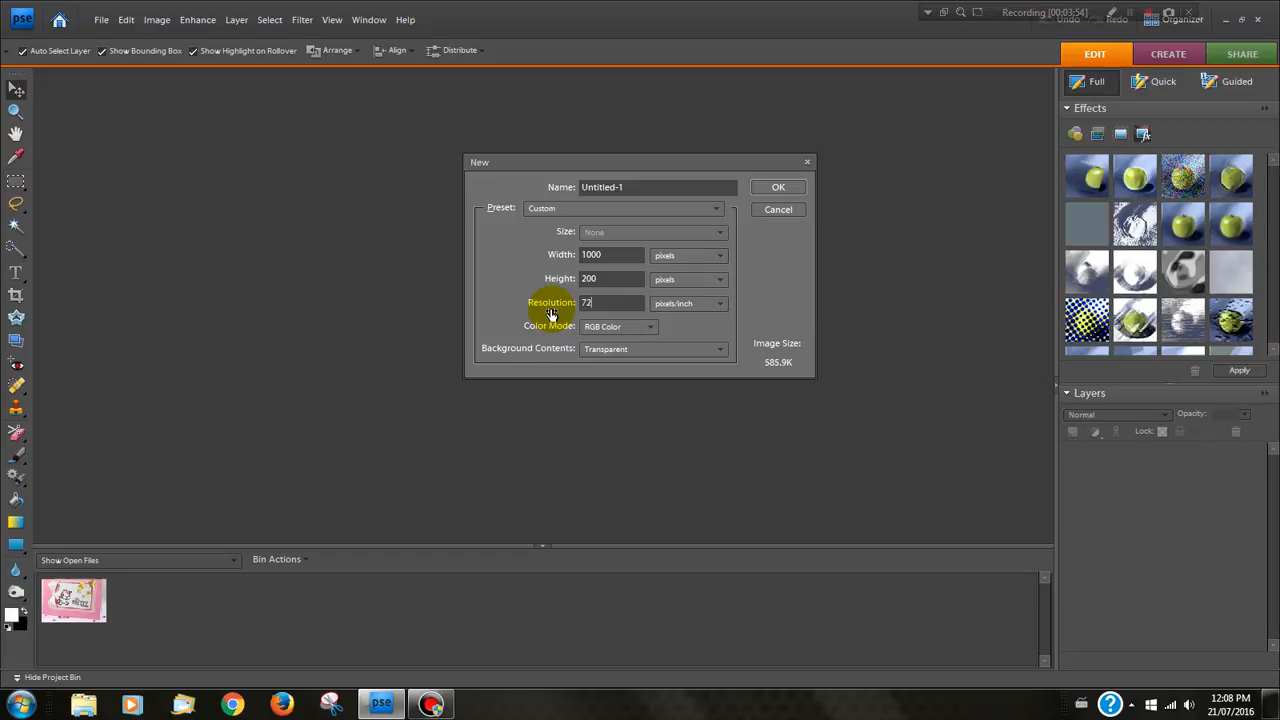 pse File Edit Image Enhance Layer Select Filter View Window Help
Recording [00:03:54]
Undo Redo Organizer
Auto Select Layer Show Bounding Box Show Highlight on Rollover Arrange Align Distribute
EDIT CREATE SHARE
Full Quick Guided
Effects
New
Name: Untitled-1 OK
Preset: Custom Cancel
Size: None
Width: 1000 pixels
Height: 200 pixels
Resolution: 72 pixels/inch
Color Mode: RGB Color
Image Size:
Background Contents: Transparent
585.9K
Apply
Layers
Normal Opacity:
Lock:
Show Open Files Bin Actions
Hide Project Bin
pse
12:08 PM
21/07/2016